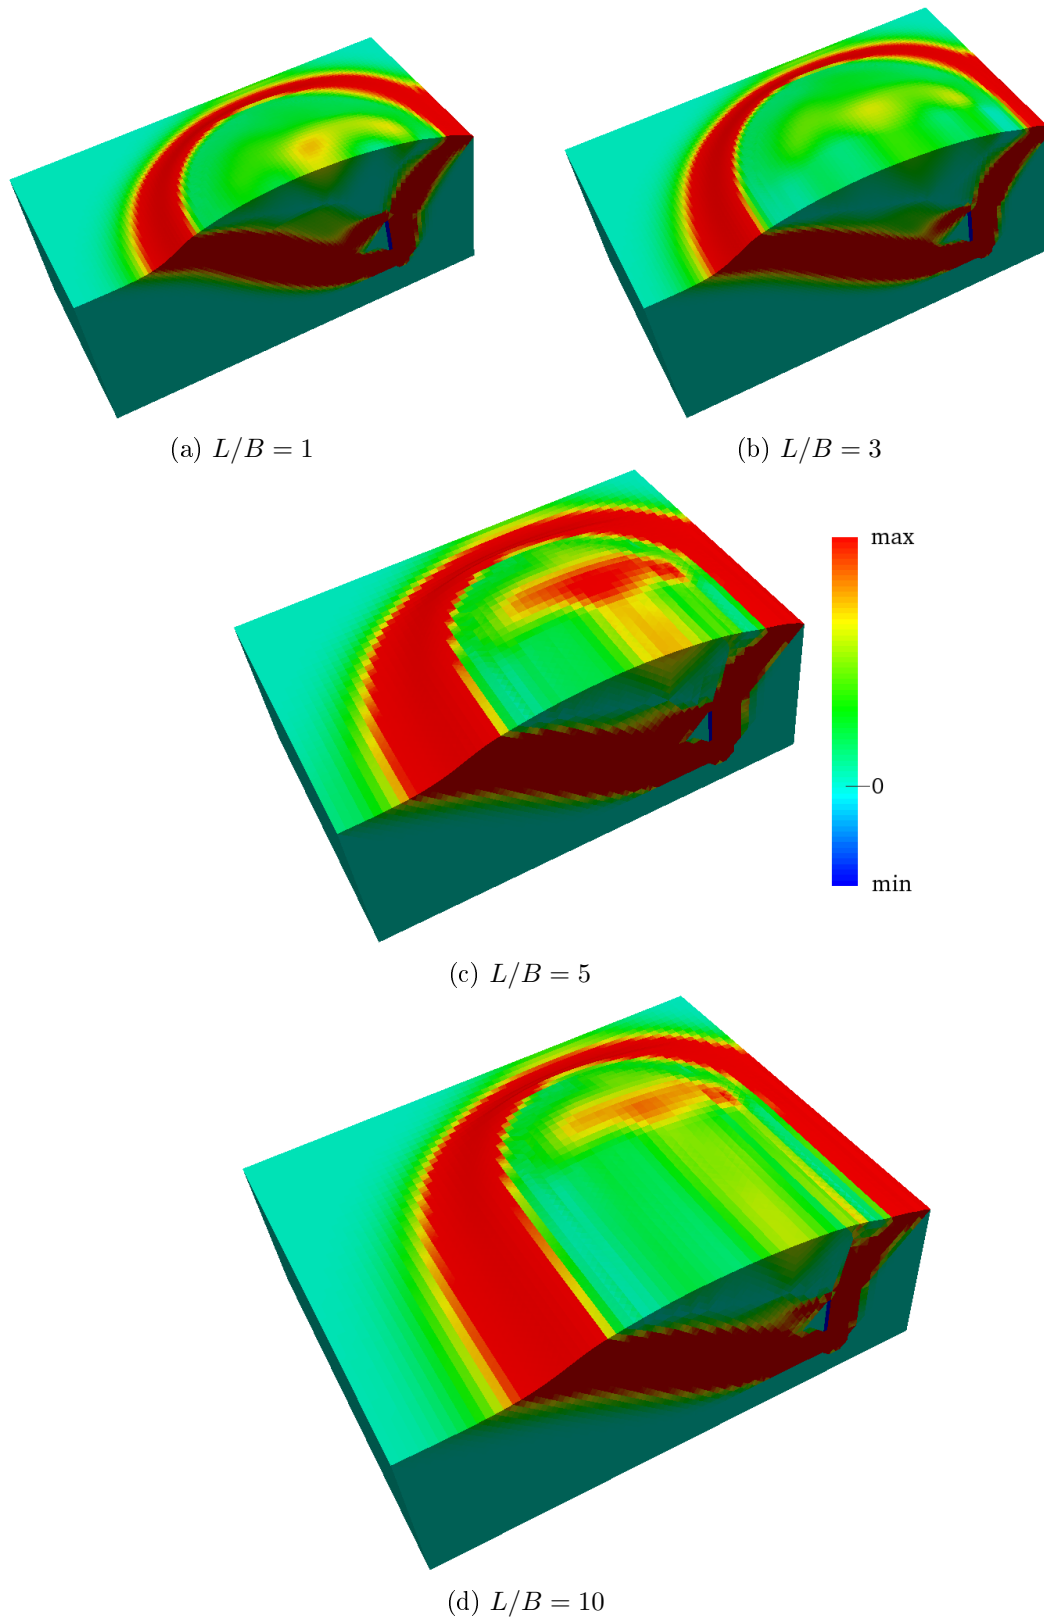 (a) L/B = 1
(b) L/B = 3
max
0
min
(c) L/B = 5
(d) L/B = 10